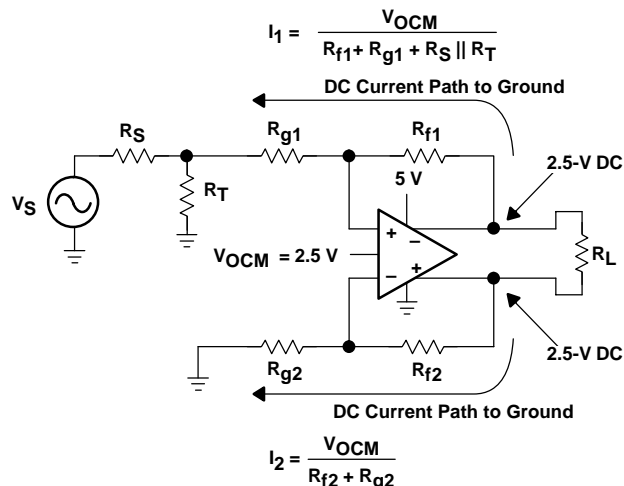 I1 = VOCM / Rf1 + Rg1 + RS || RT
DC Current Path to Ground
RS
Rg1
Rf1
2.5-V DC
5 V
RT
VS
+
−
VOCM = 2.5 V
RL
−
+
Rg2
Rf2
2.5-V DC
DC Current Path to Ground
I2 = VOCM / Rf2 + Rg2